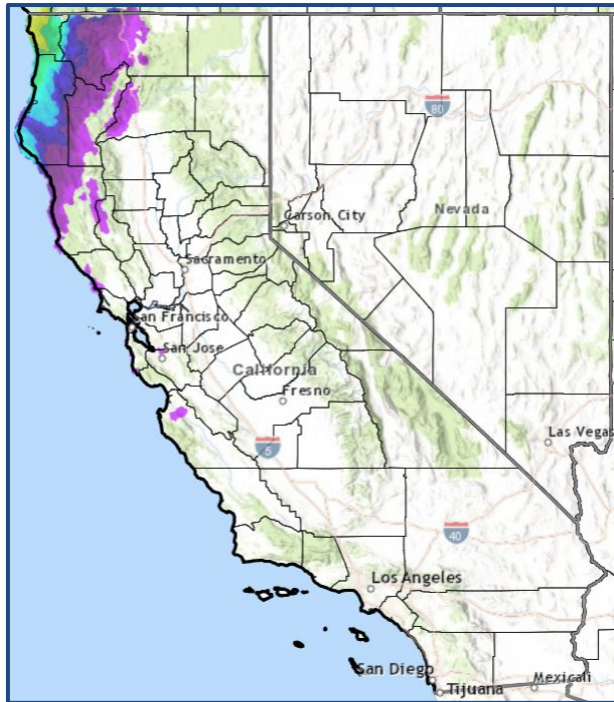 80
Carson City
Nevada
Sacramento
San Francisco
San Jose
California
Fresno
Las Vegas
5
40
Los Angeles
San Diego
Tijuana
Mexicali